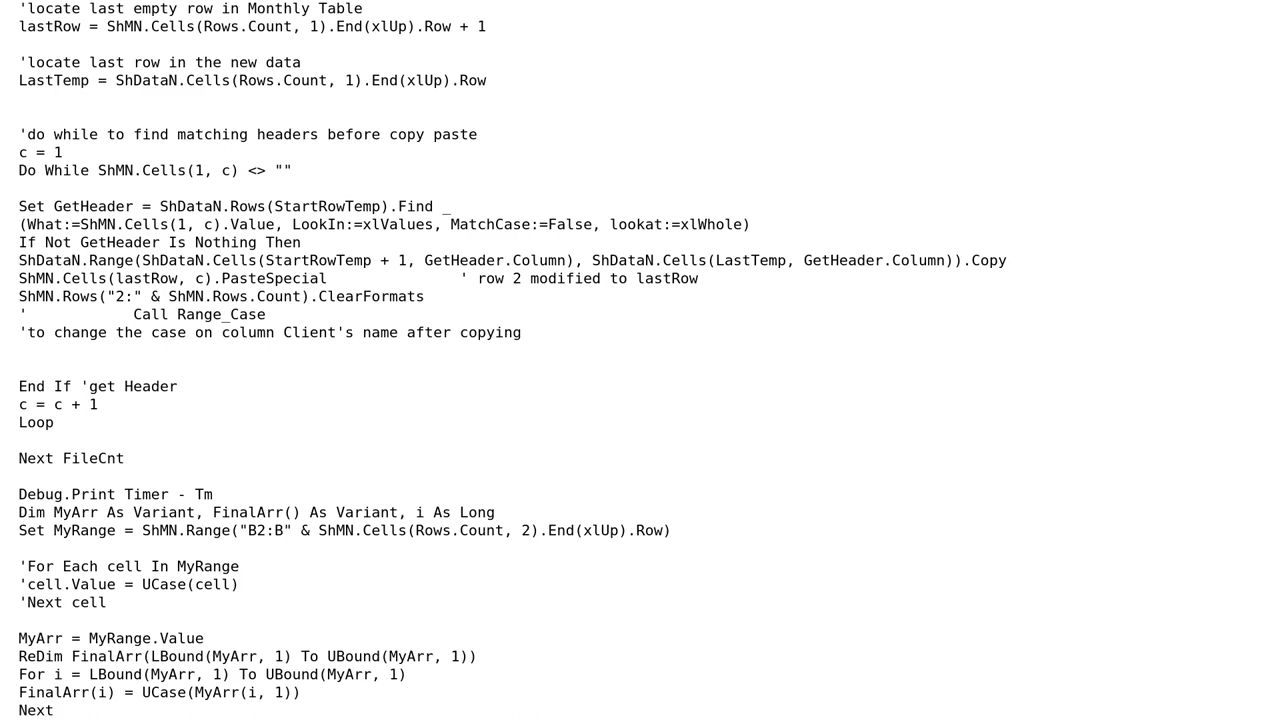 'locate last empty row in Monthly Table
lastRow = ShMN.Cells(Rows.Count, 1).End(xlUp).Row + 1
'locate last row in the new data
LastTemp = ShDataN.Cells(Rows.Count, 1).End(xlUp).Row
'do while to find matching headers before copy paste
c = 1
Do While ShMN.Cells(1, c) <> ""
Set GetHeader = ShDataN.Rows(StartRowTemp).Find _
(What:=ShMN.Cells(1, c).Value, LookIn:=xlValues, MatchCase:=False, lookat:=xlWhole)
If Not GetHeader Is Nothing Then
ShDataN.Range(ShDataN.Cells(StartRowTemp + 1, GetHeader.Column), ShDataN.Cells(LastTemp, GetHeader.Column)).Copy
ShMN.Cells(lastRow, c).PasteSpecial               ' row 2 modified to lastRow
ShMN.Rows("2:" & ShMN.Rows.Count).ClearFormats
'            Call Range_Case
'to change the case on column Client's name after copying
End If 'get Header
c = c + 1
Loop
Next FileCnt
Debug.Print Timer - Tm
Dim MyArr As Variant, FinalArr() As Variant, i As Long
Set MyRange = ShMN.Range("B2:B" & ShMN.Cells(Rows.Count, 2).End(xlUp).Row)
'For Each cell In MyRange
'cell.Value = UCase(cell)
'Next cell
MyArr = MyRange.Value
ReDim FinalArr(LBound(MyArr, 1) To UBound(MyArr, 1))
For i = LBound(MyArr, 1) To UBound(MyArr, 1)
FinalArr(i) = UCase(MyArr(i, 1))
Next